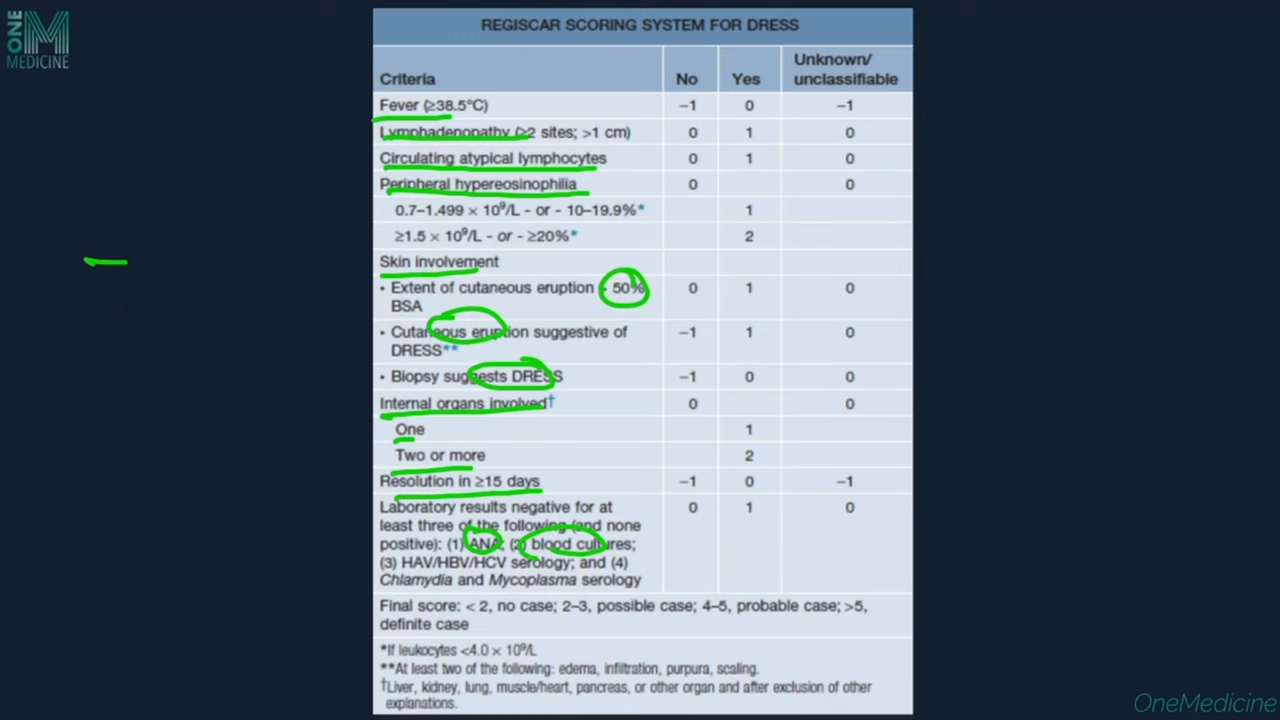 ONE
MEDICINE
REGISCAR SCORING SYSTEM FOR DRESS
Criteria No Yes Unknown/
unclassifiable
Fever (≥38.5°C) −1 0 −1
Lymphadenopathy (≥2 sites; >1 cm) 0 1 0
Circulating atypical lymphocytes 0 1 0
Peripheral hypereosinophilia 0 0
0.7–1.499 × 10⁹/L - or - 10–19.9%* 1
≥1.5 × 10⁹/L - or - ≥20%* 2
Skin involvement
• Extent of cutaneous eruption 50% 0 1 0
BSA
• Cutaneous eruption suggestive of −1 1 0
DRESS**
• Biopsy suggests DRESS −1 0 0
Internal organs involved† 0 0
One 1
Two or more 2
Resolution in ≥15 days −1 0 −1
Laboratory results negative for at 0 1 0
least three of the following (and none
positive): (1) ANA; (2) blood cultures;
(3) HAV/HBV/HCV serology; and (4)
Chlamydia and Mycoplasma serology
Final score: < 2, no case; 2–3, possible case; 4–5, probable case; >5,
definite case
*If leukocytes <4.0 × 10⁹/L
**At least two of the following: edema, infiltration, purpura, scaling.
†Liver, kidney, lung, muscle/heart, pancreas, or other organ and after exclusion of other
explanations.
OneMedicine